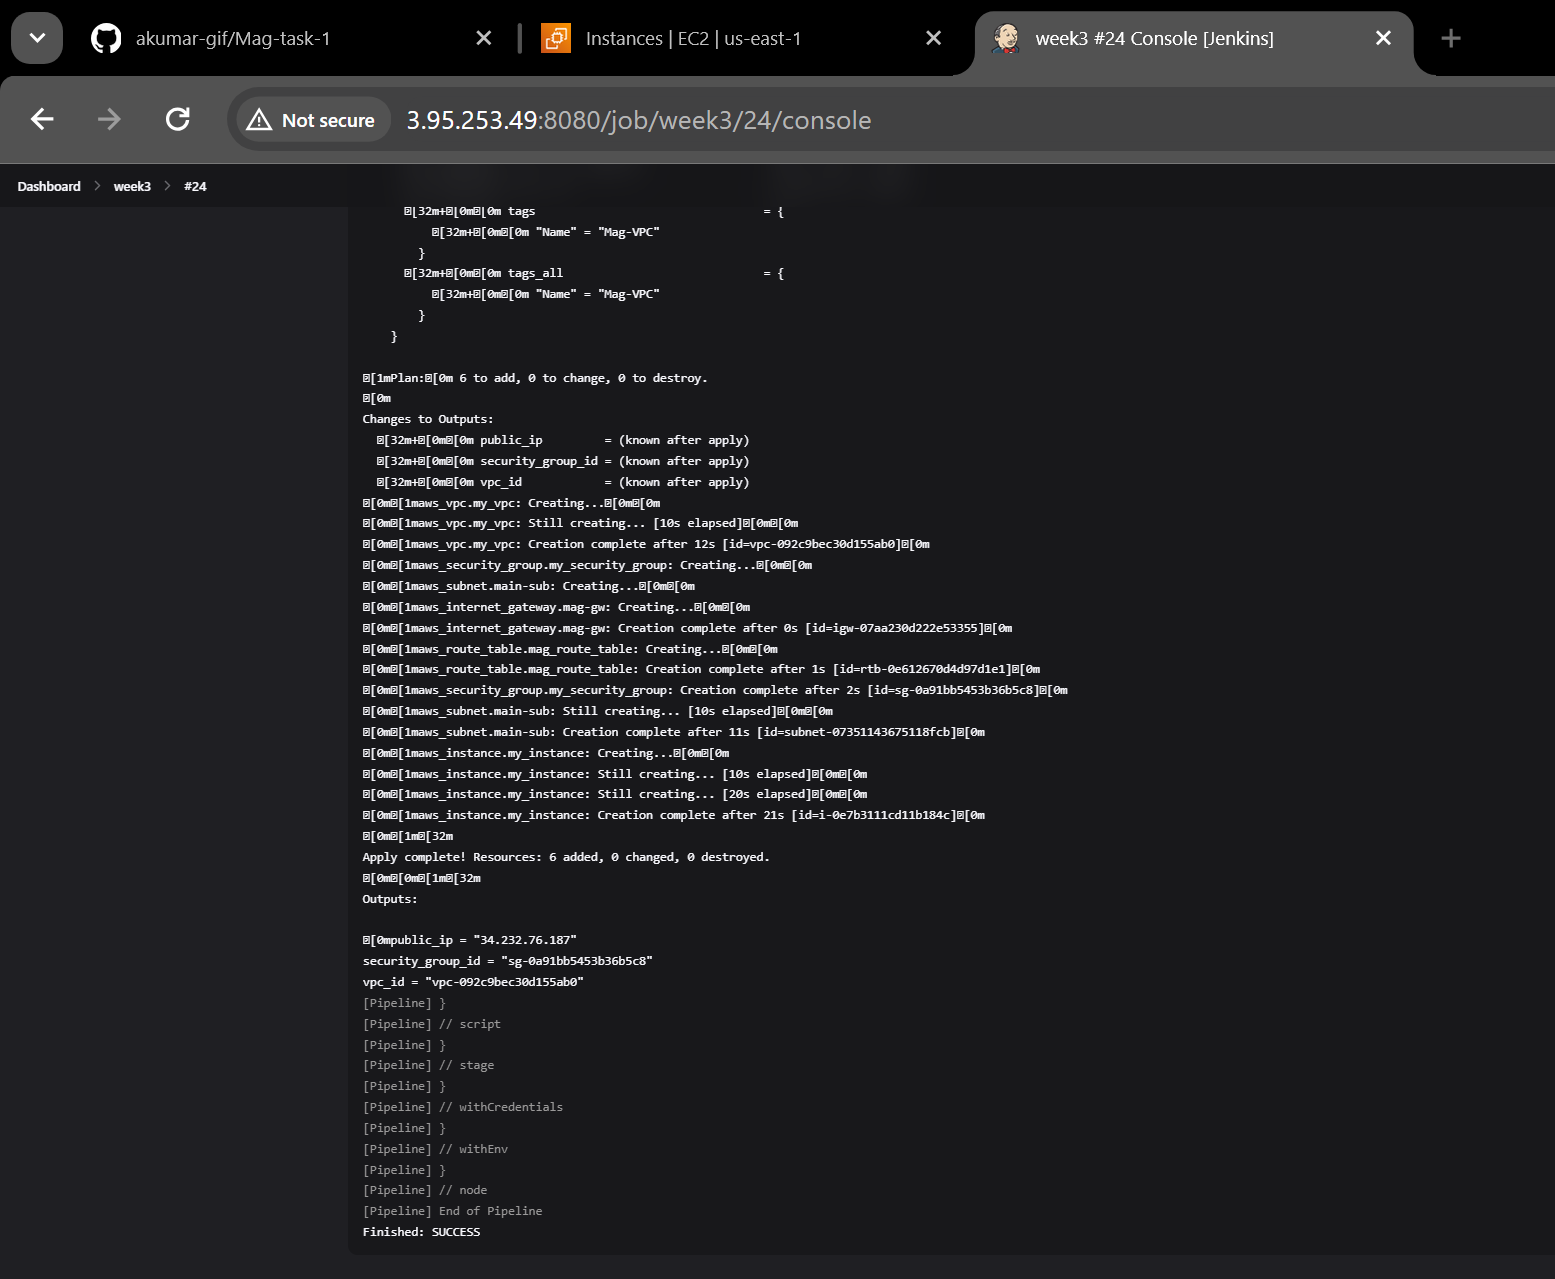 akumar-gif/Mag-task-1
Instances | EC2 | us-east-1
week3 #24 Console [Jenkins]
Not secure
3.95.253.49:8080/job/week3/24/console
Dashboard > week3 > #24
[32m+[0m[0m tags = {
[32m+[0m[0m "Name" = "Mag-VPC"
}
[32m+[0m[0m tags_all = {
[32m+[0m[0m "Name" = "Mag-VPC"
}
}
[1mPlan:[0m 6 to add, 0 to change, 0 to destroy.
[0m
Changes to Outputs:
[32m+[0m[0m public_ip = (known after apply)
[32m+[0m[0m security_group_id = (known after apply)
[32m+[0m[0m vpc_id = (known after apply)
[0m[1maws_vpc.my_vpc: Creating...[0m[0m
[0m[1maws_vpc.my_vpc: Still creating... [10s elapsed][0m[0m
[0m[1maws_vpc.my_vpc: Creation complete after 12s [id=vpc-092c9bec30d155ab0][0m
[0m[1maws_security_group.my_security_group: Creating...[0m[0m
[0m[1maws_subnet.main-sub: Creating...[0m[0m
[0m[1maws_internet_gateway.mag-gw: Creating...[0m[0m
[0m[1maws_internet_gateway.mag-gw: Creation complete after 0s [id=igw-07aa230d222e53355][0m
[0m[1maws_route_table.mag_route_table: Creating...[0m[0m
[0m[1maws_route_table.mag_route_table: Creation complete after 1s [id=rtb-0e612670d4d97d1e1][0m
[0m[1maws_security_group.my_security_group: Creation complete after 2s [id=sg-0a91bb5453b36b5c8][0m
[0m[1maws_subnet.main-sub: Still creating... [10s elapsed][0m[0m
[0m[1maws_subnet.main-sub: Creation complete after 11s [id=subnet-07351143675118fcb][0m
[0m[1maws_instance.my_instance: Creating...[0m[0m
[0m[1maws_instance.my_instance: Still creating... [10s elapsed][0m[0m
[0m[1maws_instance.my_instance: Still creating... [20s elapsed][0m[0m
[0m[1maws_instance.my_instance: Creation complete after 21s [id=i-0e7b3111cd11b184c][0m
[0m[1m[32m
Apply complete! Resources: 6 added, 0 changed, 0 destroyed.
[0m[0m[1m[32m
Outputs:
[0mpublic_ip = "34.232.76.187"
security_group_id = "sg-0a91bb5453b36b5c8"
vpc_id = "vpc-092c9bec30d155ab0"
[Pipeline] }
[Pipeline] // script
[Pipeline] }
[Pipeline] // stage
[Pipeline] }
[Pipeline] // withCredentials
[Pipeline] }
[Pipeline] // withEnv
[Pipeline] }
[Pipeline] // node
[Pipeline] End of Pipeline
Finished: SUCCESS